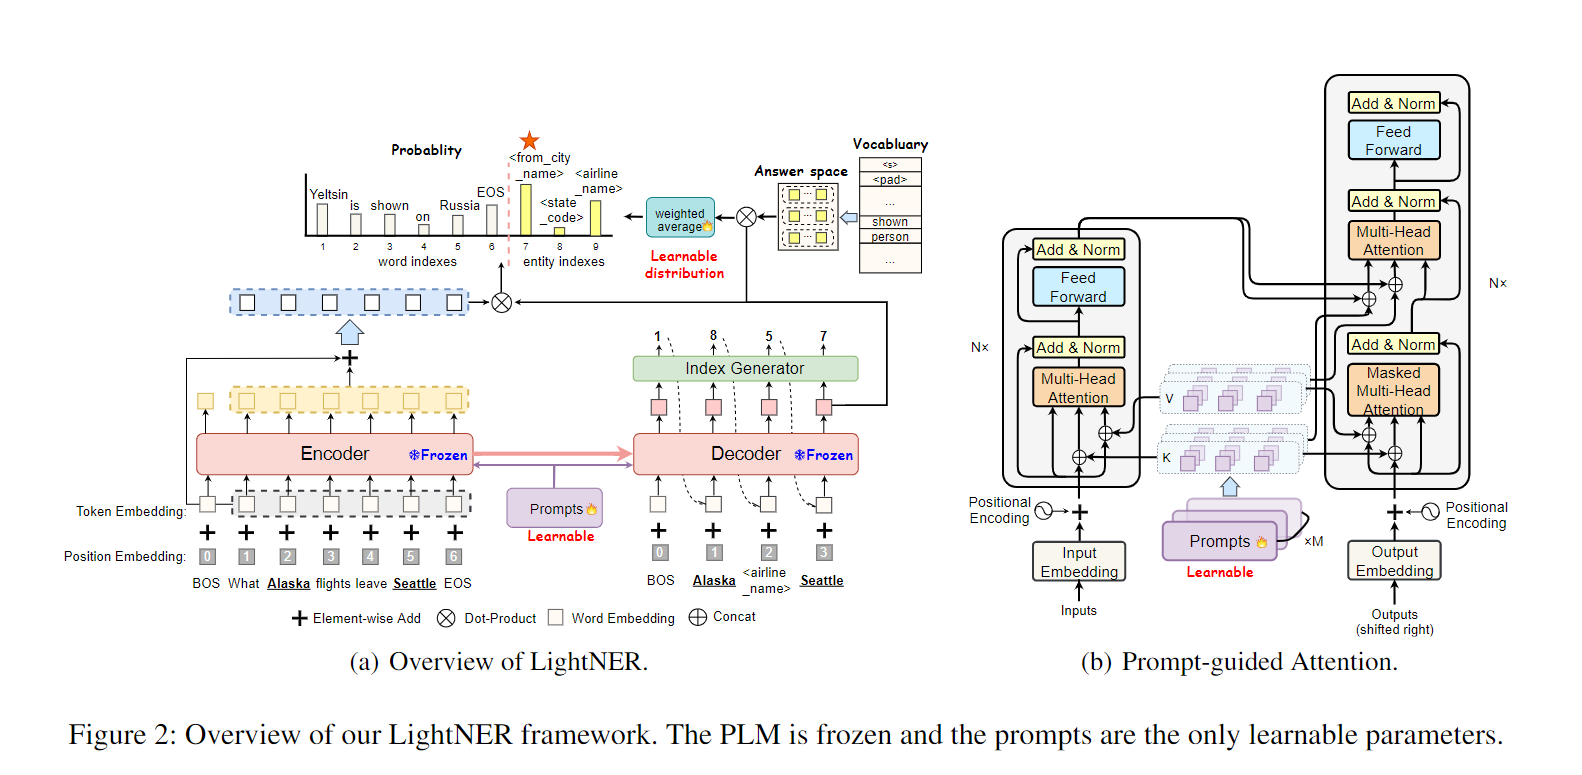 Probablity
Yeltsin
is
shown
on
Russia
EOS
<from_city
_name>
<state
_code>
<airline
_name>
1 2 3 4 5 6 7 8 9
word indexes
entity indexes
weighted
average
Learnable
distribution
Answer space
... ... ...
Vocabluary
<s>
<pad>
...
shown
person
...
1 8 5 7
Index Generator
Encoder
Frozen
Decoder
Frozen
Prompts
Learnable
Token Embedding:
Position Embedding:
0 1 2 3 4 5 6
BOS What Alaska flights leave Seattle EOS
0 1 2 3
BOS Alaska <airline
_name> Seattle
Element-wise Add
Dot-Product
Word Embedding
Concat
(a) Overview of LightNER.
Add & Norm
Feed
Forward
Add & Norm
Multi-Head
Attention
N×
Positional
Encoding
Input
Embedding
Inputs
V
... ...
K
... ...
Prompts
×M
Learnable
Add & Norm
Feed
Forward
Add & Norm
Multi-Head
Attention
N×
Add & Norm
Masked
Multi-Head
Attention
Positional
Encoding
Output
Embedding
Outputs
(shifted right)
(b) Prompt-guided Attention.
Figure 2: Overview of our LightNER framework. The PLM is frozen and the prompts are the only learnable parameters.